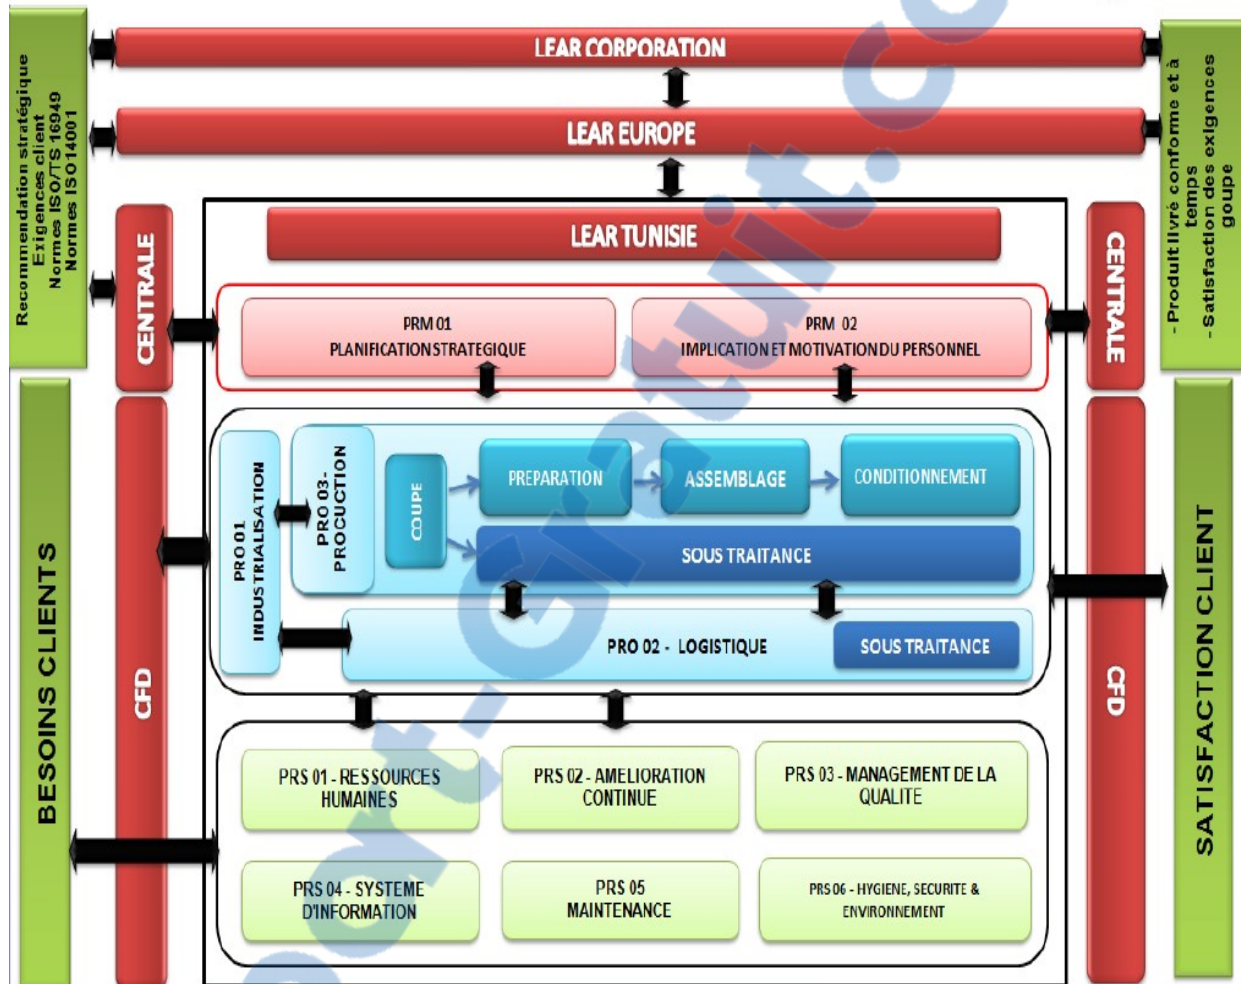 LEAR CORPORATION
LEAR EUROPE
Recommendation stratégique
Exigences client
Normes ISO/TS 16949
Normes ISO14001
- Produit livré conforme et à
temps
- Satisfaction des exigences
goupe
LEAR TUNISIE
CENTRALE
PRM 01
PLANIFICATION STRATEGIQUE
PRM 02
IMPLICATION ET MOTIVATION DU PERSONNEL
CENTRALE
BESOINS CLIENTS
CFD
PRO 01
INDUSTRIALISATION
PRO 03-
PROCUCTION
COUPE
PREPARATION
ASSEMBLAGE
CONDITIONNEMENT
SOUS TRAITANCE
PRO 02 - LOGISTIQUE
SOUS TRAITANCE
CFD
SATISFACTION CLIENT
PRS 01 - RESSOURCES
HUMAINES
PRS 02 - AMELIORATION
CONTINUE
PRS 03 - MANAGEMENT DE LA
QUALITE
PRS 04 - SYSTEME
D'INFORMATION
PRS 05
MAINTENANCE
PRS 06 - HYGIENE, SECURITE &
ENVIRONNEMENT
port-Gratuit.co